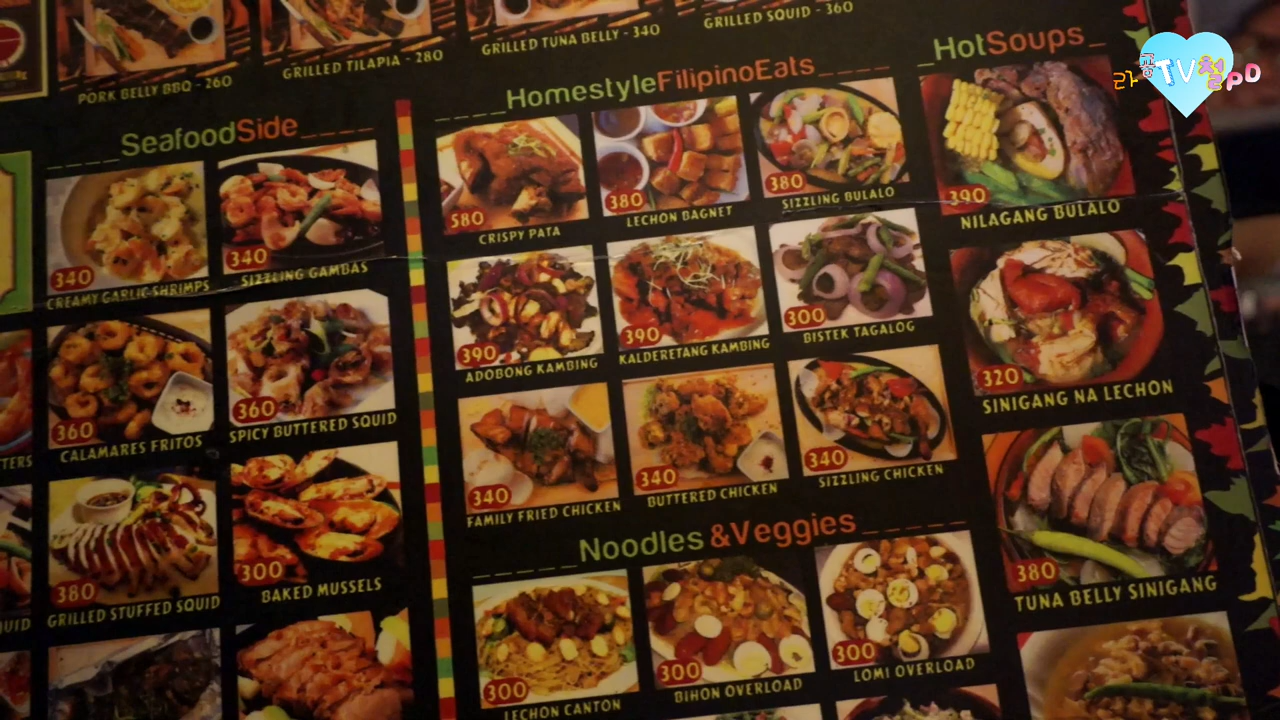 PORK BELLY BBQ - 260
GRILLED TILAPIA - 280
GRILLED TUNA BELLY - 340
GRILLED SQUID - 360
SeafoodSide
340
CREAMY GARLIC SHRIMPS
340
SIZZLING GAMBAS
360
CALAMARES FRITOS
360
SPICY BUTTERED SQUID
380
GRILLED STUFFED SQUID
300
BAKED MUSSELS
HomestyleFilipinoEats
580
CRISPY PATA
380
LECHON BAGNET
380
SIZZLING BULALO
390
ADOBONG KAMBING
390
KALDERETANG KAMBING
300
BISTEK TAGALOG
340
FAMILY FRIED CHICKEN
340
BUTTERED CHICKEN
340
SIZZLING CHICKEN
Noodles &Veggies
300
LECHON CANTON
300
BIHON OVERLOAD
300
LOMI OVERLOAD
HotSoups
390
NILAGANG BULALO
320
SINIGANG NA LECHON
380
TUNA BELLY SINIGANG